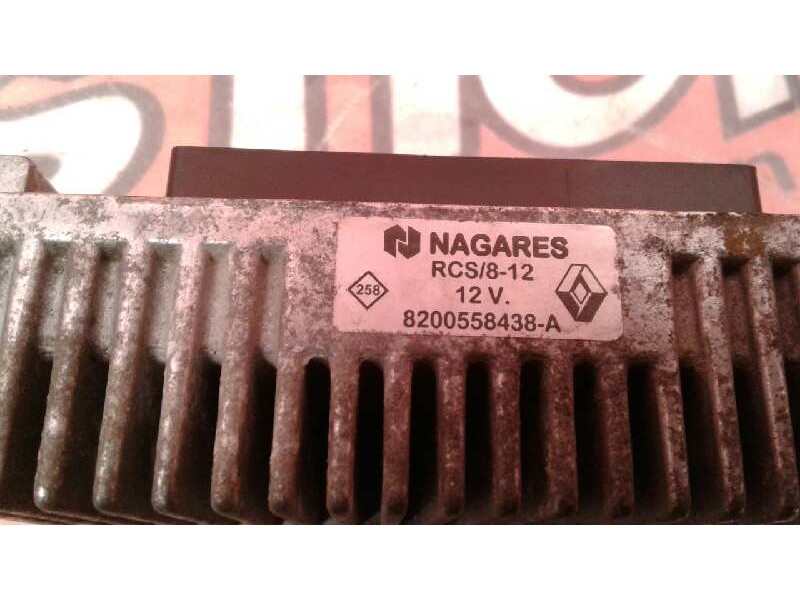 NAGARES
RCS/8-12
258
12 V.
8200558438-A